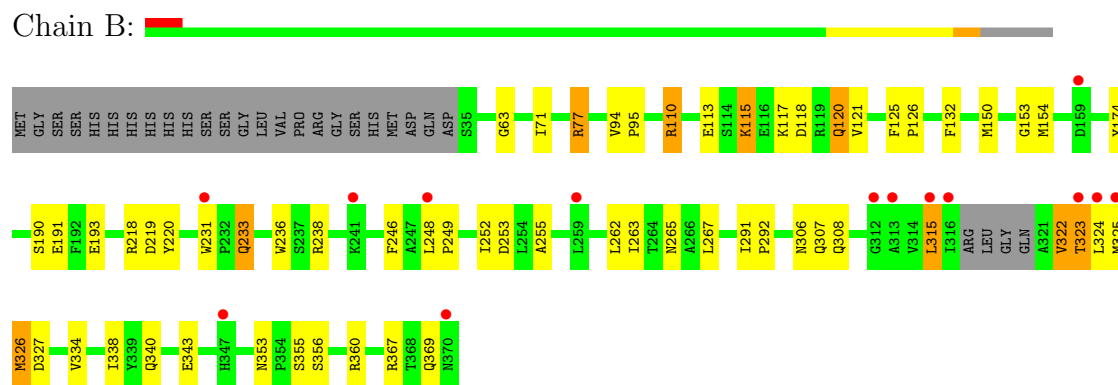 Chain B:
MET GLY SER SER HIS HIS HIS HIS HIS HIS SER SER GLY LEU VAL PRO ARG GLY SER HIS MET ASP GLN ASP S35 G63 I71 R77 V94 P95 R110 E113 S114 K115 E116 K117 D118 R119 Q120 V121 F125 P126 F132 M150 G153 M154 D159
S190 E191 F192 E193 R218 D219 Y220 W231 P232 Q233 W236 S237 R238 K241 F246 A247 L248 P249 I252 D253 L254 A255 L259 L262 I263 T264 N265 A266 L267 I291 P292 N306 Q307 Q308 G312 A313 V314 L315 I316 ARG LEU GLY GLN A321 V322 T323 L324
M326 D327 V334 I338 Y339 Q340 E343 H347 N353 P354 S355 S356 R360 R367 T368 Q369 N370